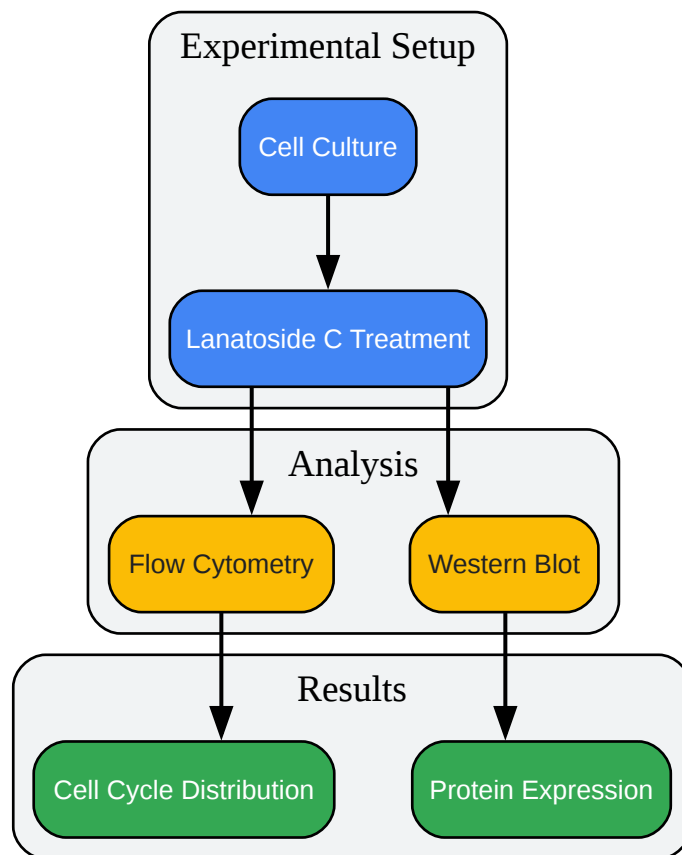 Experimental Setup
Cell Culture
Lanatoside C Treatment
Analysis
Flow Cytometry
Western Blot
Results
Cell Cycle Distribution
Protein Expression